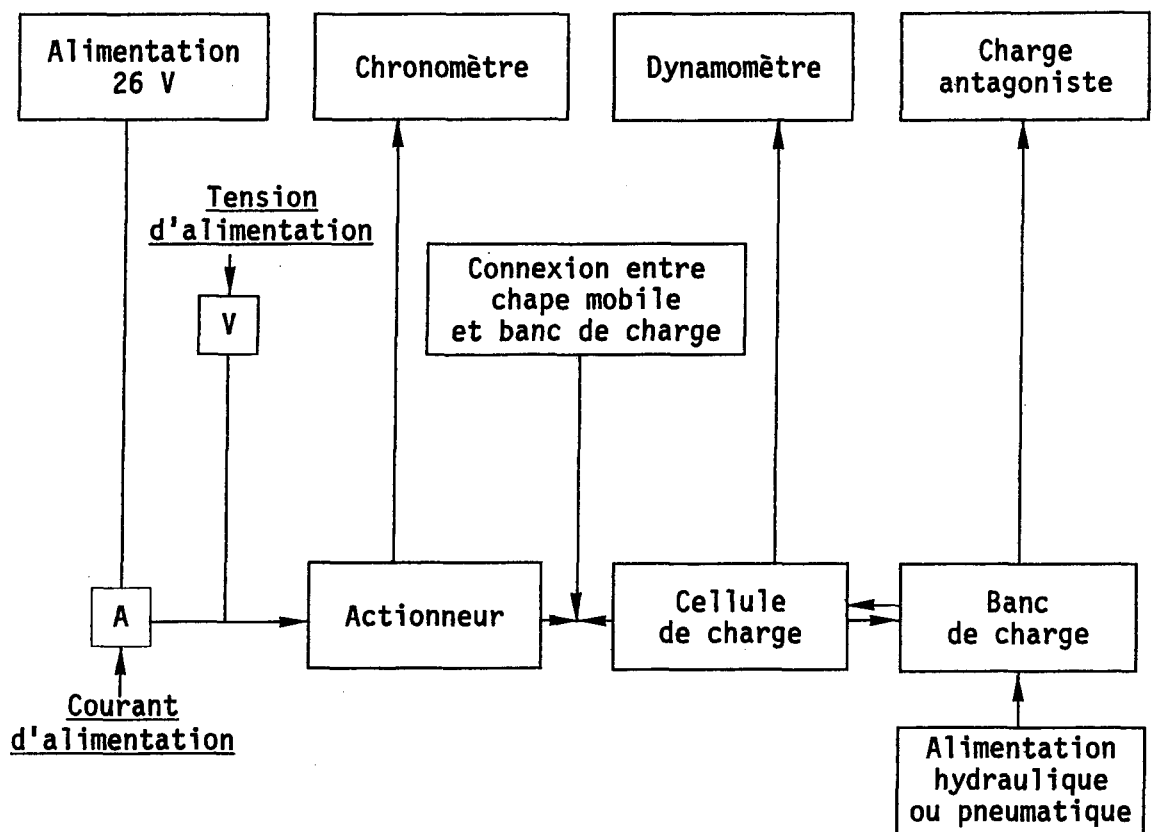 Alimentation
26 V
Chronomètre
Dynamomètre
Charge
antagoniste
Tension
d'alimentation
V
Connexion entre
chape mobile
et banc de charge
A
Actionneur
Cellule
de charge
Banc
de charge
Courant
d'alimentation
Alimentation
hydraulique
ou pneumatique